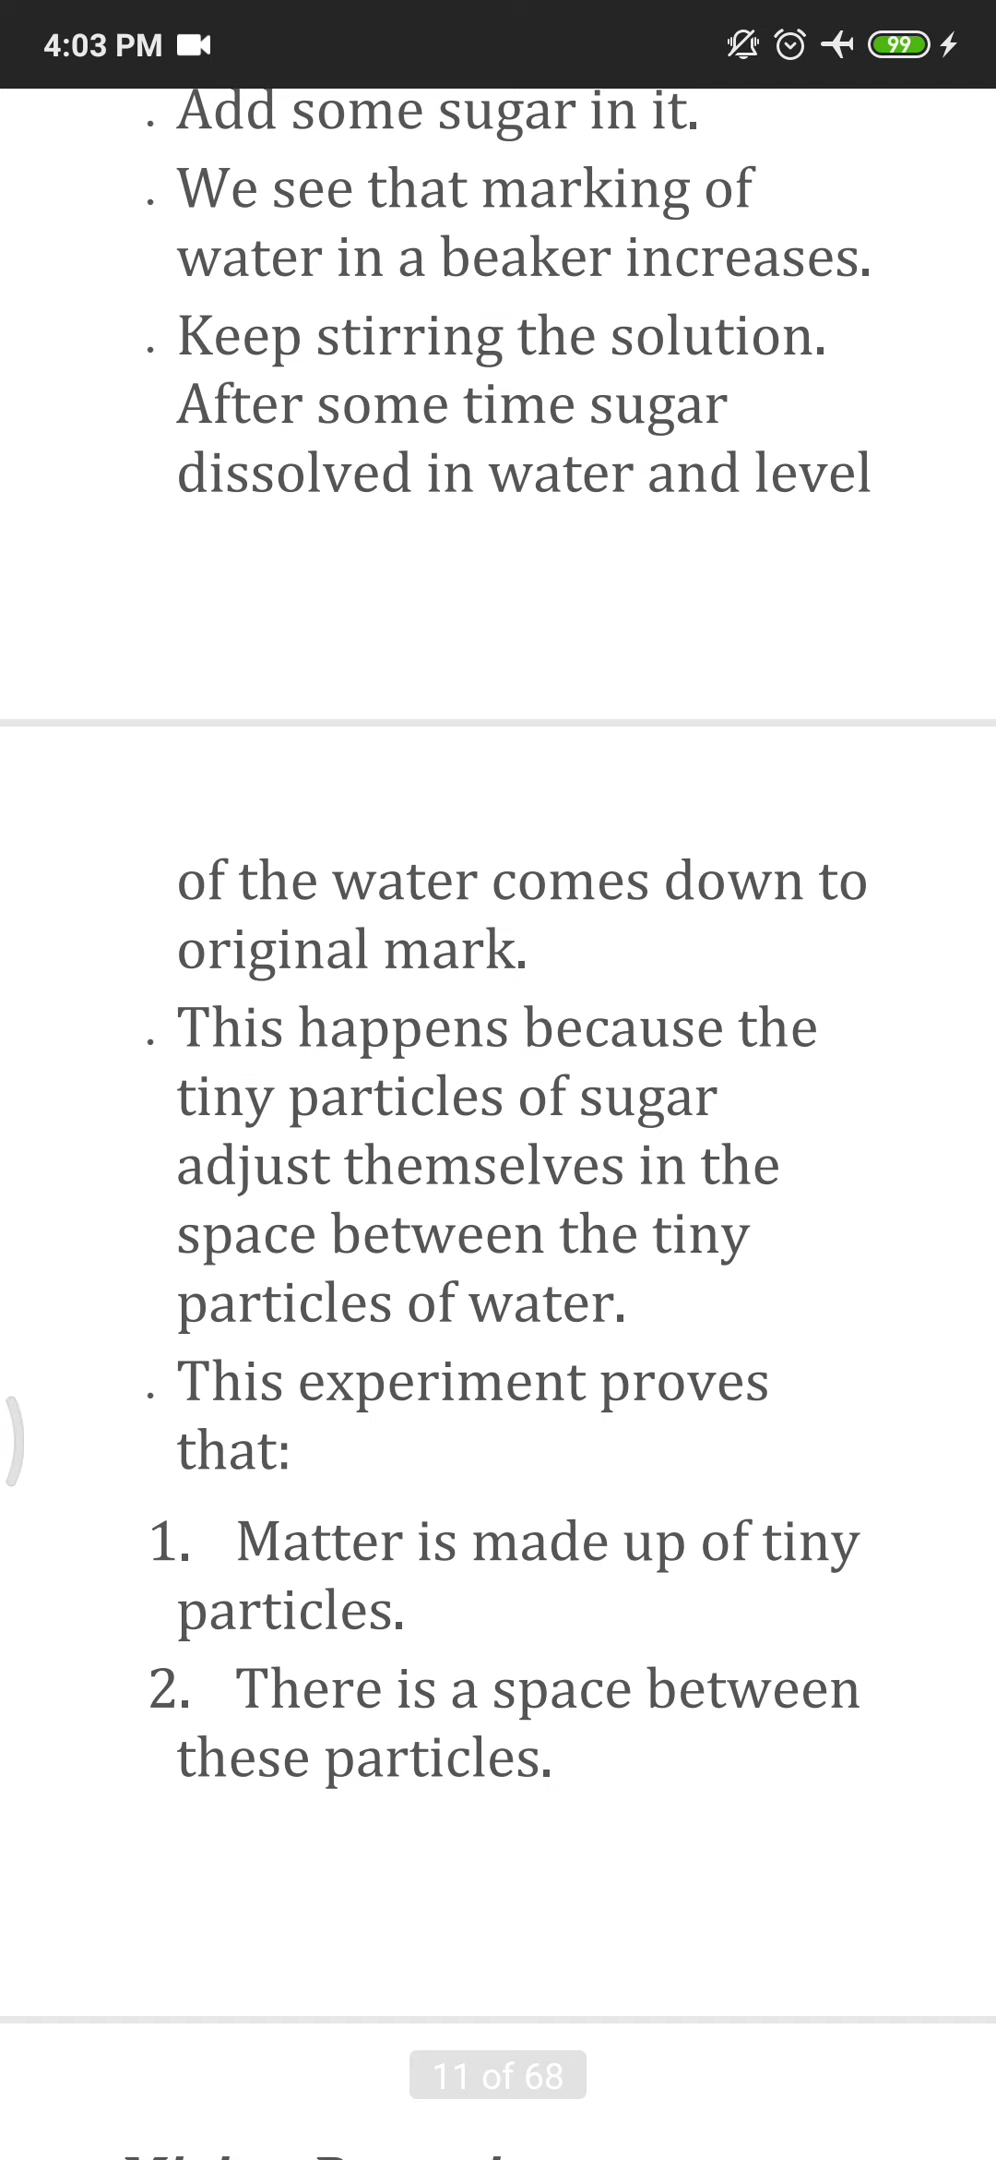 4:03 PM
99
. Add some sugar in it.
. We see that marking of
water in a beaker increases.
. Keep stirring the solution.
After some time sugar
dissolved in water and level
of the water comes down to
original mark.
. This happens because the
tiny particles of sugar
adjust themselves in the
space between the tiny
particles of water.
. This experiment proves
that:
1. Matter is made up of tiny
particles.
2. There is a space between
these particles.
11 of 68